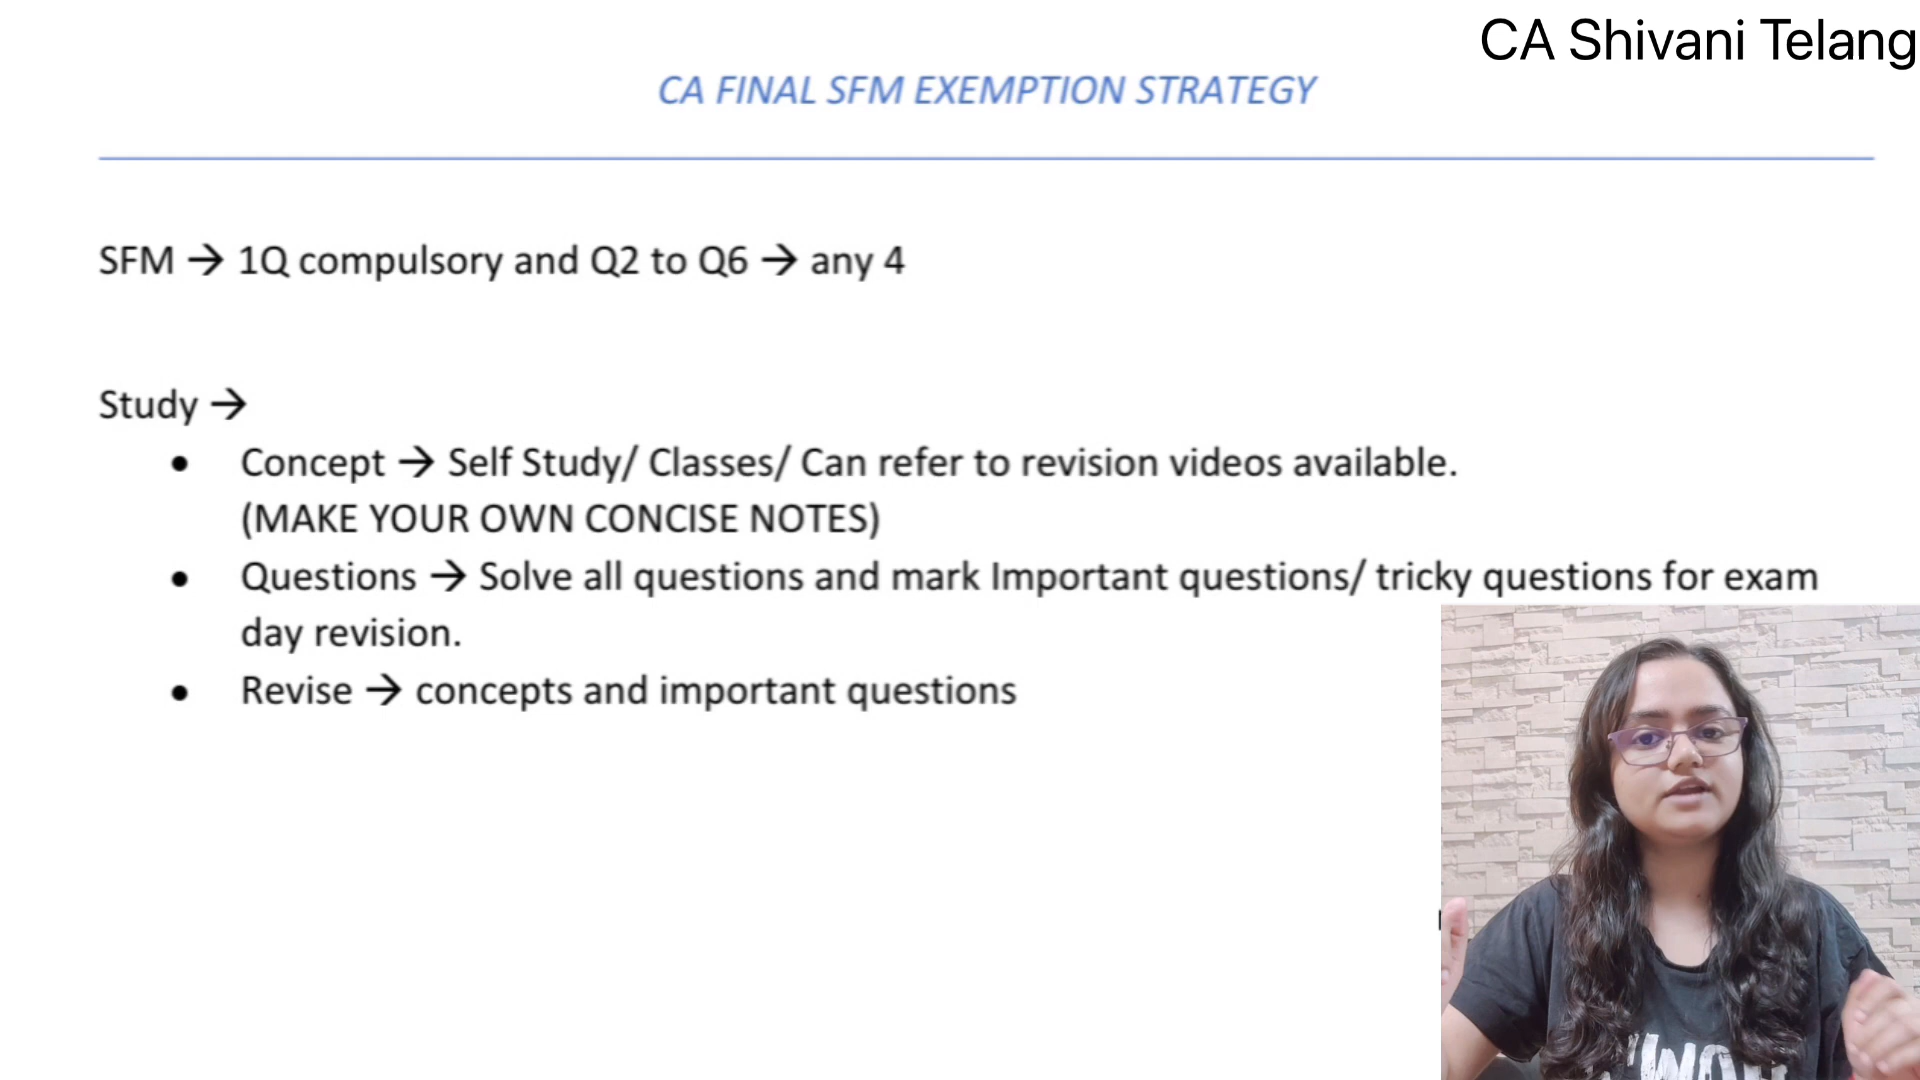 CA Shivani Telang
CA FINAL SFM EXEMPTION STRATEGY
SFM → 1Q compulsory and Q2 to Q6 → any 4
Study →
• Concept → Self Study/ Classes/ Can refer to revision videos available.
(MAKE YOUR OWN CONCISE NOTES)
• Questions → Solve all questions and mark Important questions/ tricky questions for exam
day revision.
• Revise → concepts and important questions